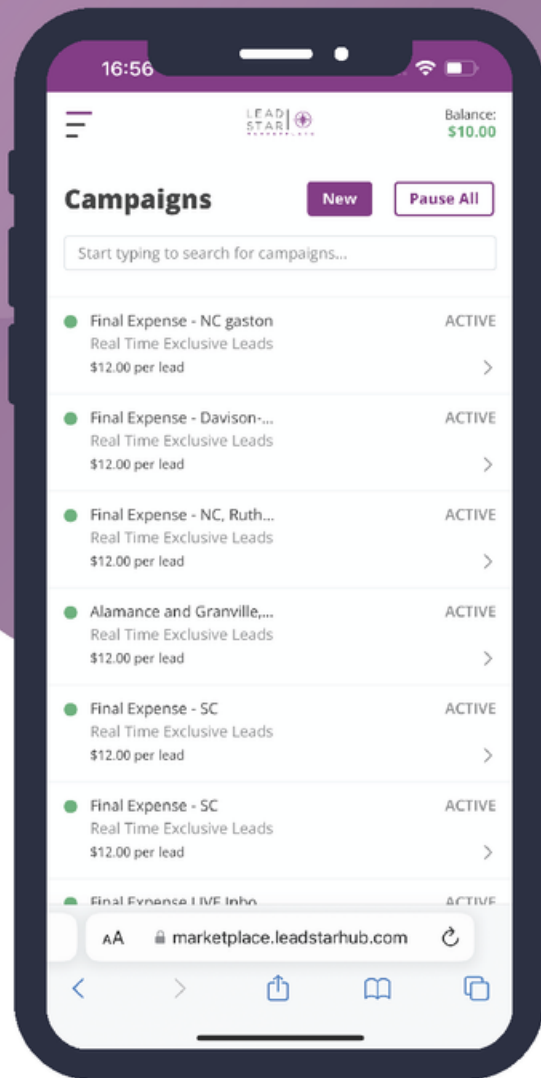 16:56
LEAD
STAR
Balance:
$10.00
Campaigns
New
Pause All
Start typing to search for campaigns...
Final Expense - NC gaston
ACTIVE
Real Time Exclusive Leads
$12.00 per lead
Final Expense - Davison-...
ACTIVE
Real Time Exclusive Leads
$12.00 per lead
Final Expense - NC, Ruth...
ACTIVE
Real Time Exclusive Leads
$12.00 per lead
Alamance and Granville,...
ACTIVE
Real Time Exclusive Leads
$12.00 per lead
Final Expense - SC
ACTIVE
Real Time Exclusive Leads
$12.00 per lead
Final Expense - SC
ACTIVE
Real Time Exclusive Leads
$12.00 per lead
Final Expense LIVE Inbo
ACTIVE
AA
marketplace.leadstarhub.com